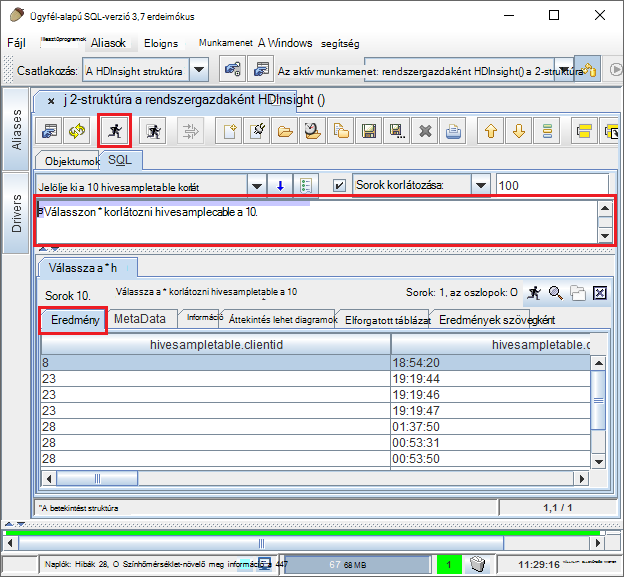 Ügyfél-alapú SQL-verzió 3,7 erdeimókus
Fájl Illesztőprogramok Aliasok Eloigns Munkamenet A Windows segítség
Csatlakozás: A HDInsight struktúra Az aktív munkamenet: rendszergazdaként HDInsight() a 2-struktúra
Aliases
Drivers
× j 2-struktúra a rendszergazdaként HDInsight ()
Objektumok SQL
Jelölje ki a 10 hivesampletable korlát Sorok korlátozása: 100
Válasszon * korlátozni hivesamplecable a 10.
Válassza a * h
Sorok 10. Válassza a * korlátozni hivesampletable a 10 Sorok: 1, az oszlopok: O
Eredmény MetaData Információ Áttekintés lehet diagramok Elforgatott táblázat Eredmények szövegként
hivesampletable.clientid hivesampletable.
8 18:54:20
23 19:19:44
23 19:19:46
23 19:19:47
28 01:37:50
28 00:53:31
28 00:53:50
"A betekintést struktúra 1,1 / 1
Naplók: Hibák 28, O Színhőmérséklet-növelő meg információ a 447 67 68 MB 1 11:29:16